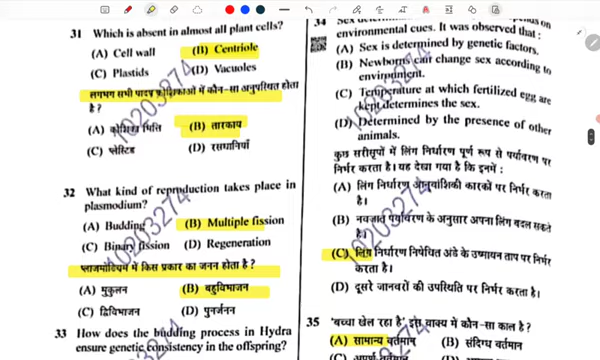 31 Which is absent in almost all plant cells?
(A) Cell wall (B) Centriole
(C) Plastids (D) Vacuoles
लगभग सभी पादप कोशिकाओं में कौन-सा अनुपस्थित होता
है?
(A) कोशिका भित्ति (B) तारकाय
(C) प्लेस्टिड (D) रसधानियाँ
32 What kind of reproduction takes place in
plasmodium?
(A) Budding (B) Multiple fission
(C) Binary fission (D) Regeneration
प्लाज्मोडियम में किस प्रकार का जनन होता है?
(A) मुकुलन (B) बहुविभाजन
(C) द्विविभाजन (D) पुनर्जनन
33 How does the budding process in Hydra
ensure genetic consistency in the offspring?
34 on
environmental cues. It was observed that :
(A) Sex is determined by genetic factors.
(B) Newborns can change sex according to
environment.
(C) Temperature at which fertilized egg are
kept determines the sex.
(D) Determined by the presence of other
animals.
कुछ सरीसृपों में लिंग निर्धारण पूर्ण रूप से पर्यावरण पर
निर्भर करता है। यह देखा गया है कि इनमें :
(A) लिंग निर्धारण आनुवांशिकी कारकों पर निर्भर करता
है।
(B) नवजात पर्यावरण के अनुसार अपना लिंग बदल सकते
है।
(C) लिंग निर्धारण निषेचित अंडे के उष्मायन ताप पर निर्भर
करता है।
(D) दूसरे जानवरों की उपस्थिति पर निर्भर करता है।
35 'बच्चा खेल रहा है' इस वाक्य में कौन-सा काल है?
(A) सामान्य वर्तमान (B) संदिग्ध वर्तमान
10203274
10203274
10203274
10203274